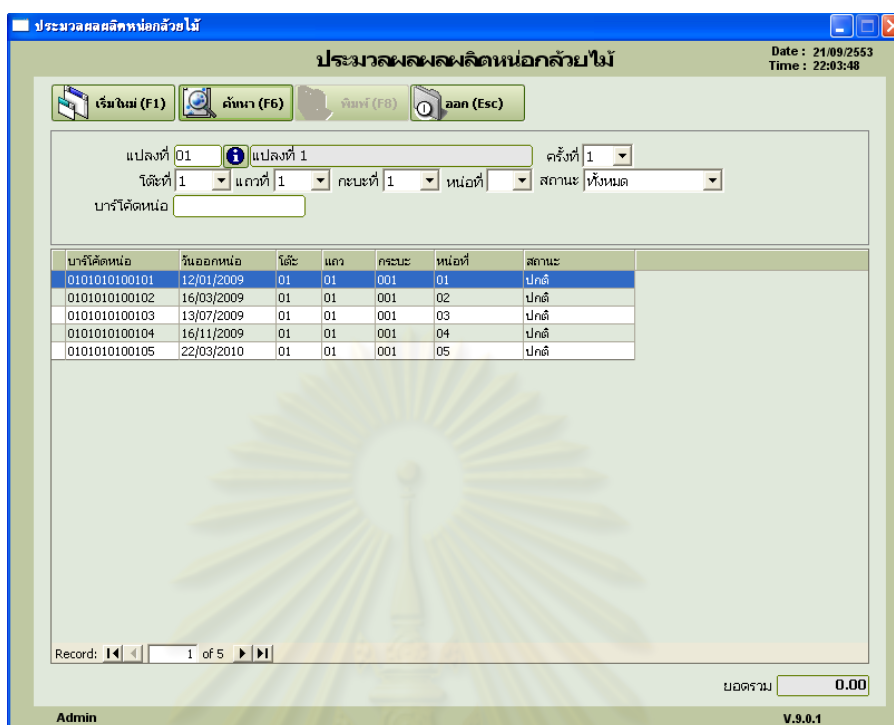 ประมวลผลผลิตหน่อกล้วยไม้
ประมวลผลผลผลิตหน่อกล้วยไม้
Date : 21/09/2553
Time : 22:03:48
เริ่มใหม่ (F1) ค้นหา (F6) พิมพ์ (F8) ออก (Esc)
แปลงที่ 01 แปลงที่ 1 ครั้งที่ 1
โต๊ะที่ 1 แถวที่ 1 กะบะที่ 1 หน่อที่ สถานะ ทั้งหมด
บาร์โค้ดหน่อ
บาร์โค้ดหน่อ วันออกหน่อ โต๊ะ แถว กระบะ หน่อที่ สถานะ
0101010100101 12/01/2009 01 01 001 01 ปกติ
0101010100102 16/03/2009 01 01 001 02 ปกติ
0101010100103 13/07/2009 01 01 001 03 ปกติ
0101010100104 16/11/2009 01 01 001 04 ปกติ
0101010100105 22/03/2010 01 01 001 05 ปกติ
Record: 1 of 5
ยอดรวม 0.00
Admin V.9.0.1